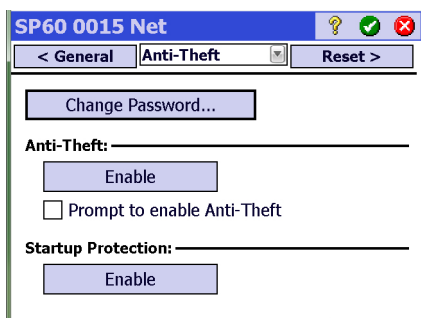 SP60 0015 Net
< General Anti-Theft Reset >
Change Password...
Anti-Theft:
Enable
Prompt to enable Anti-Theft
Startup Protection:
Enable